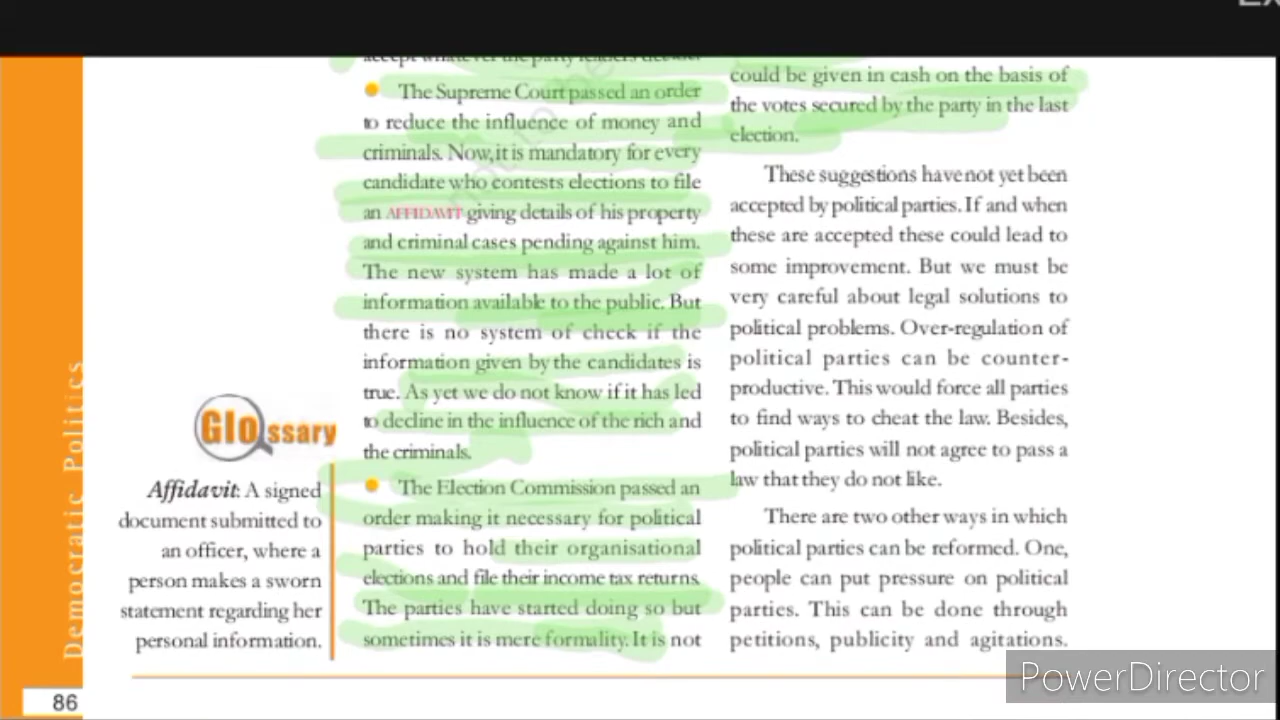 accept whatever the party leaders decide.
The Supreme Court passed an order
to reduce the influence of money and
criminals. Now, it is mandatory for every
candidate who contests elections to file
an AFFIDAVIT giving details of his property
and criminal cases pending against him.
The new system has made a lot of
information available to the public. But
there is no system of check if the
information given by the candidates is
true. As yet we do not know if it has led
to decline in the influence of the rich and
the criminals.
The Election Commission passed an
order making it necessary for political
parties to hold their organisational
elections and file their income tax returns.
The parties have started doing so but
sometimes it is mere formality. It is not
could be given in cash on the basis of
the votes secured by the party in the last
election.
These suggestions have not yet been
accepted by political parties. If and when
these are accepted these could lead to
some improvement. But we must be
very careful about legal solutions to
political problems. Over-regulation of
political parties can be counter-
productive. This would force all parties
to find ways to cheat the law. Besides,
political parties will not agree to pass a
law that they do not like.
There are two other ways in which
political parties can be reformed. One,
people can put pressure on political
parties. This can be done through
petitions, publicity and agitations.
Glossary
Affidavit: A signed
document submitted to
an officer, where a
person makes a sworn
statement regarding her
personal information.
Democratic Politics
86
PowerDirector